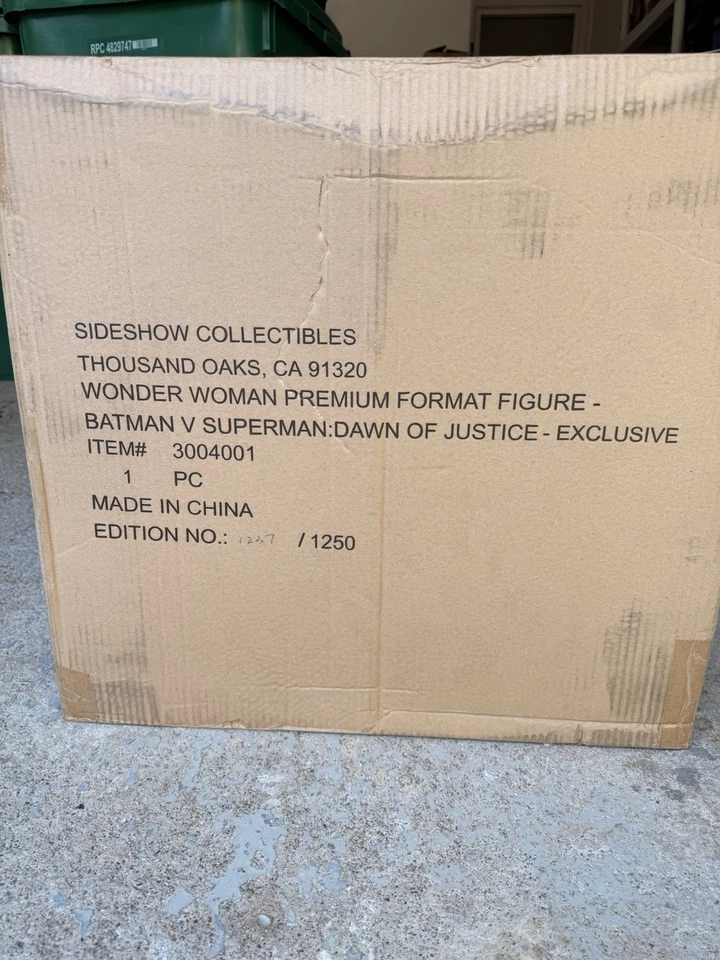 RPC 4829747
SIDESHOW COLLECTIBLES
THOUSAND OAKS, CA 91320
WONDER WOMAN PREMIUM FORMAT FIGURE -
BATMAN V SUPERMAN:DAWN OF JUSTICE - EXCLUSIVE
ITEM# 3004001
1 PC
MADE IN CHINA
EDITION NO.: 1237 / 1250